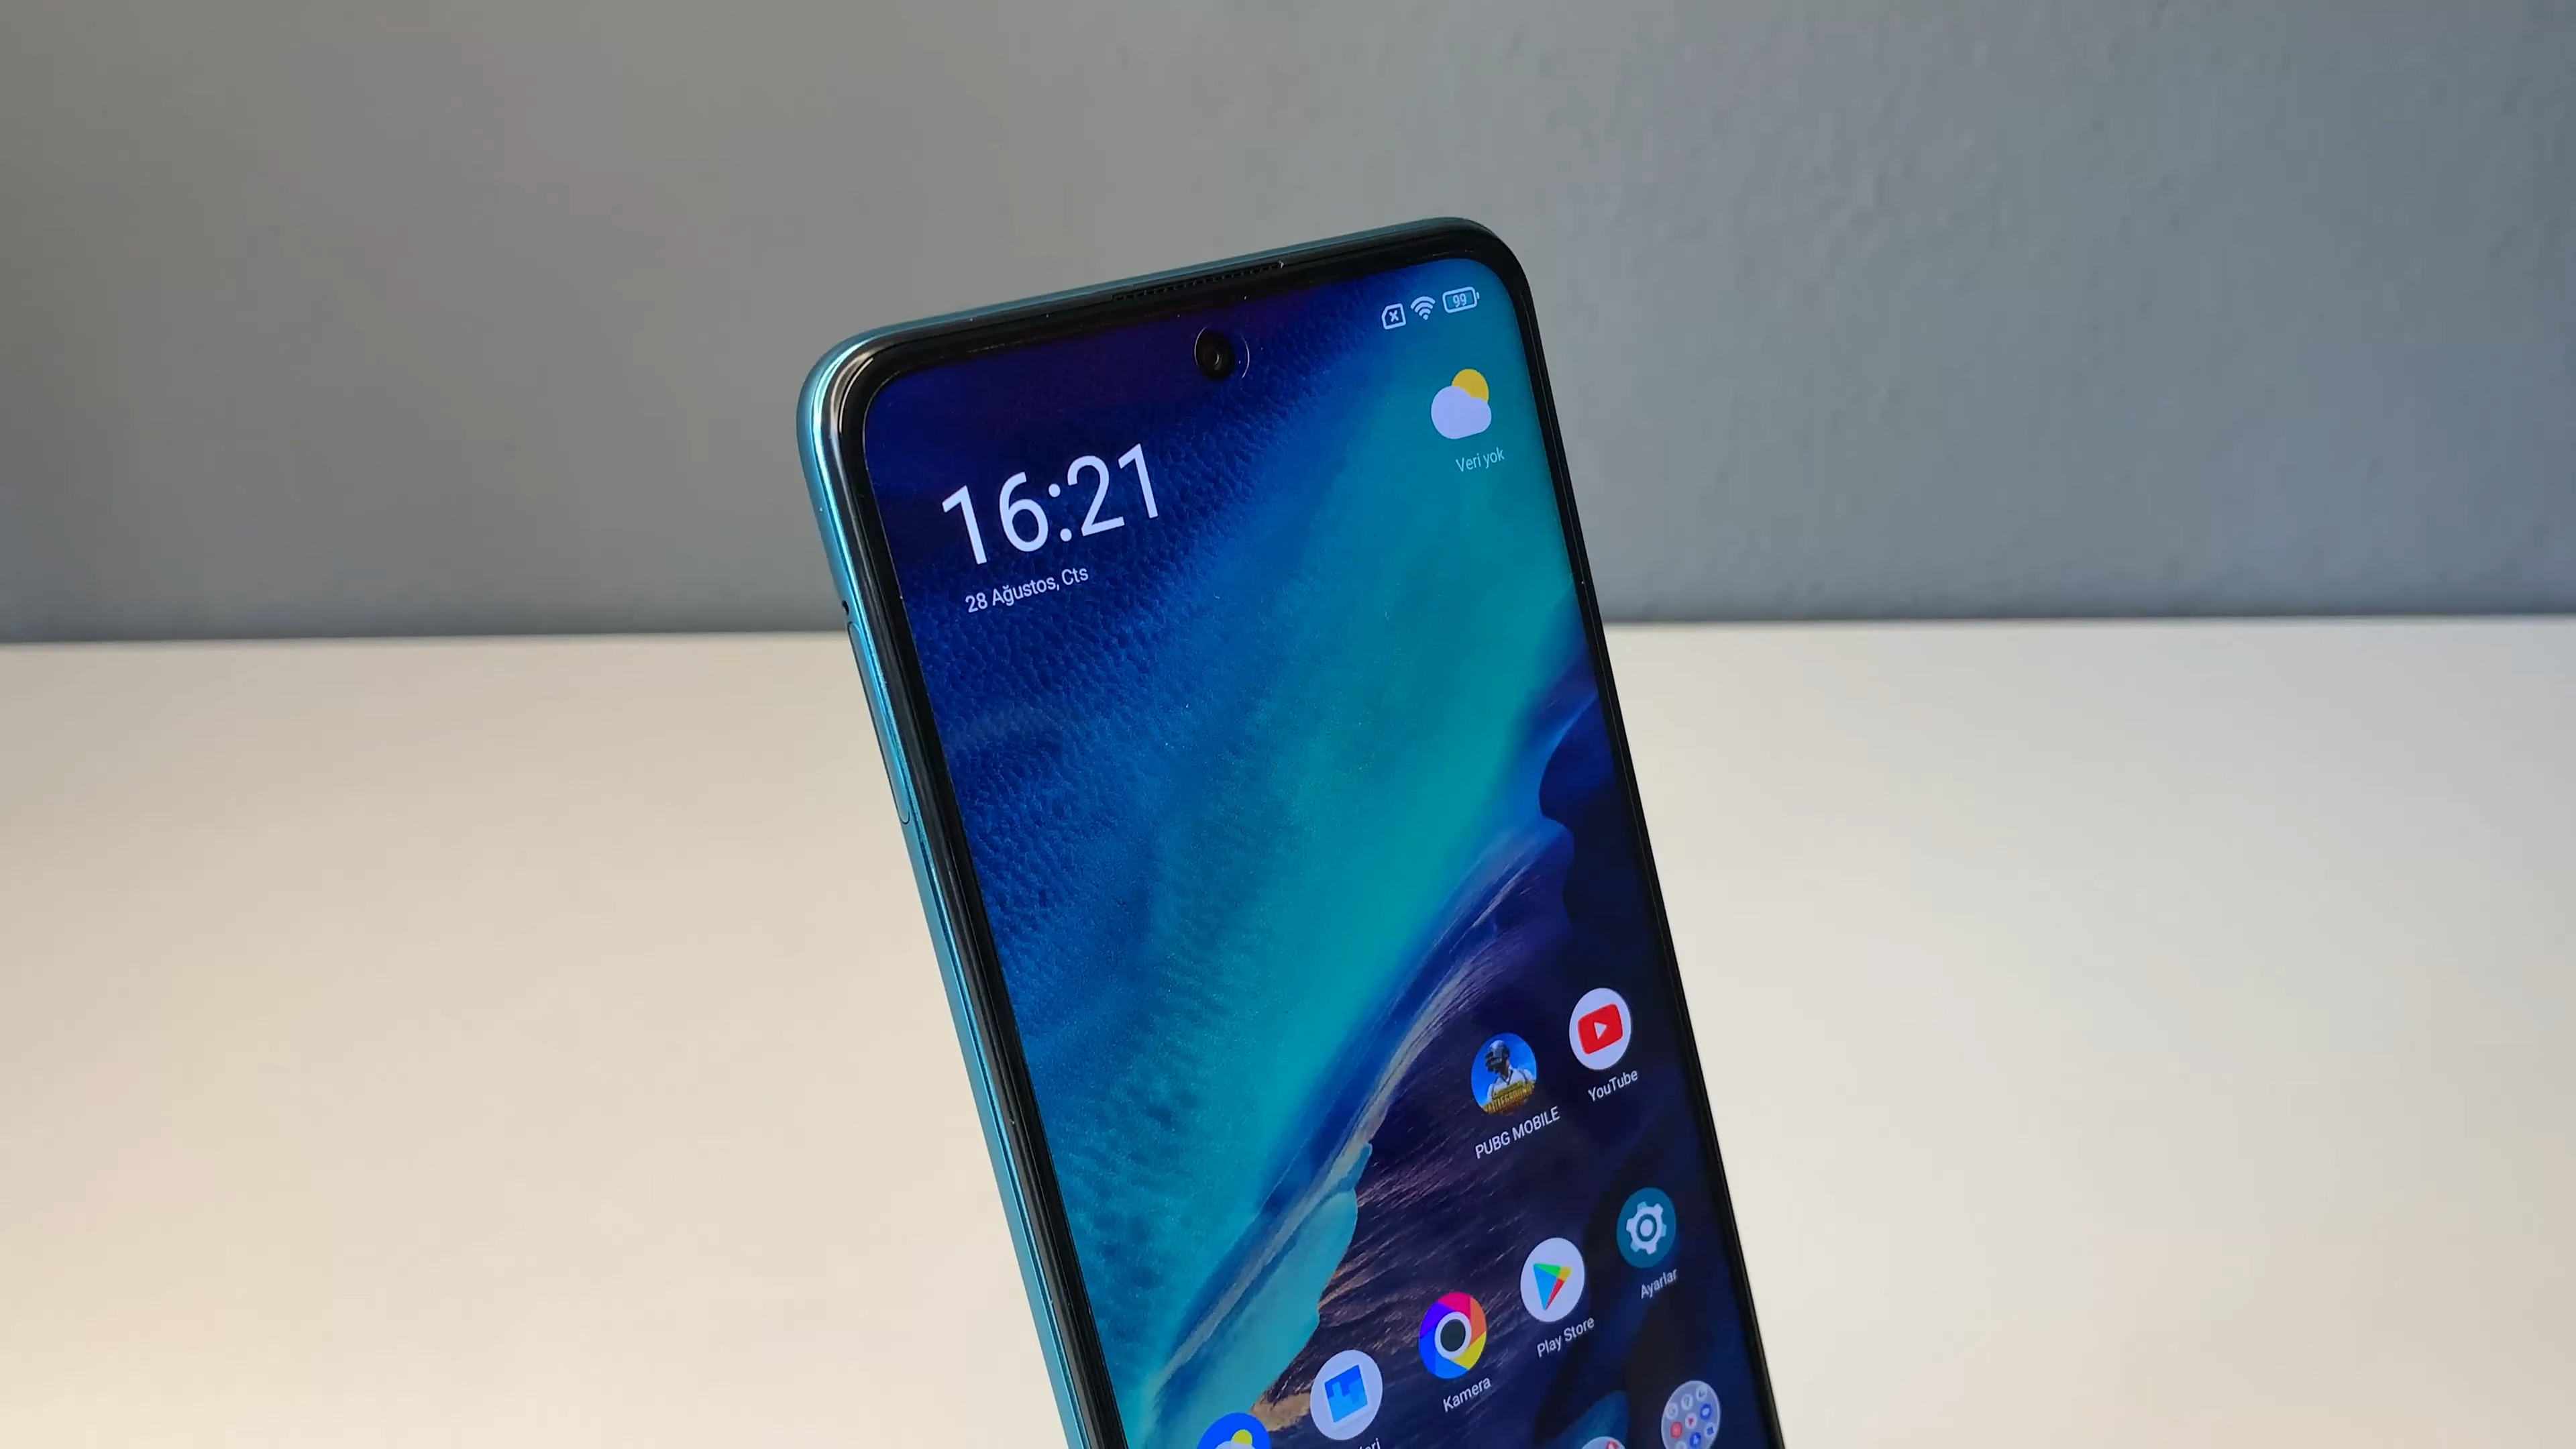 99
16:21
Veri yok
28 Ağustos, Cts
PUBG MOBILE
YouTube
Ayarlar
Play Store
Kamera